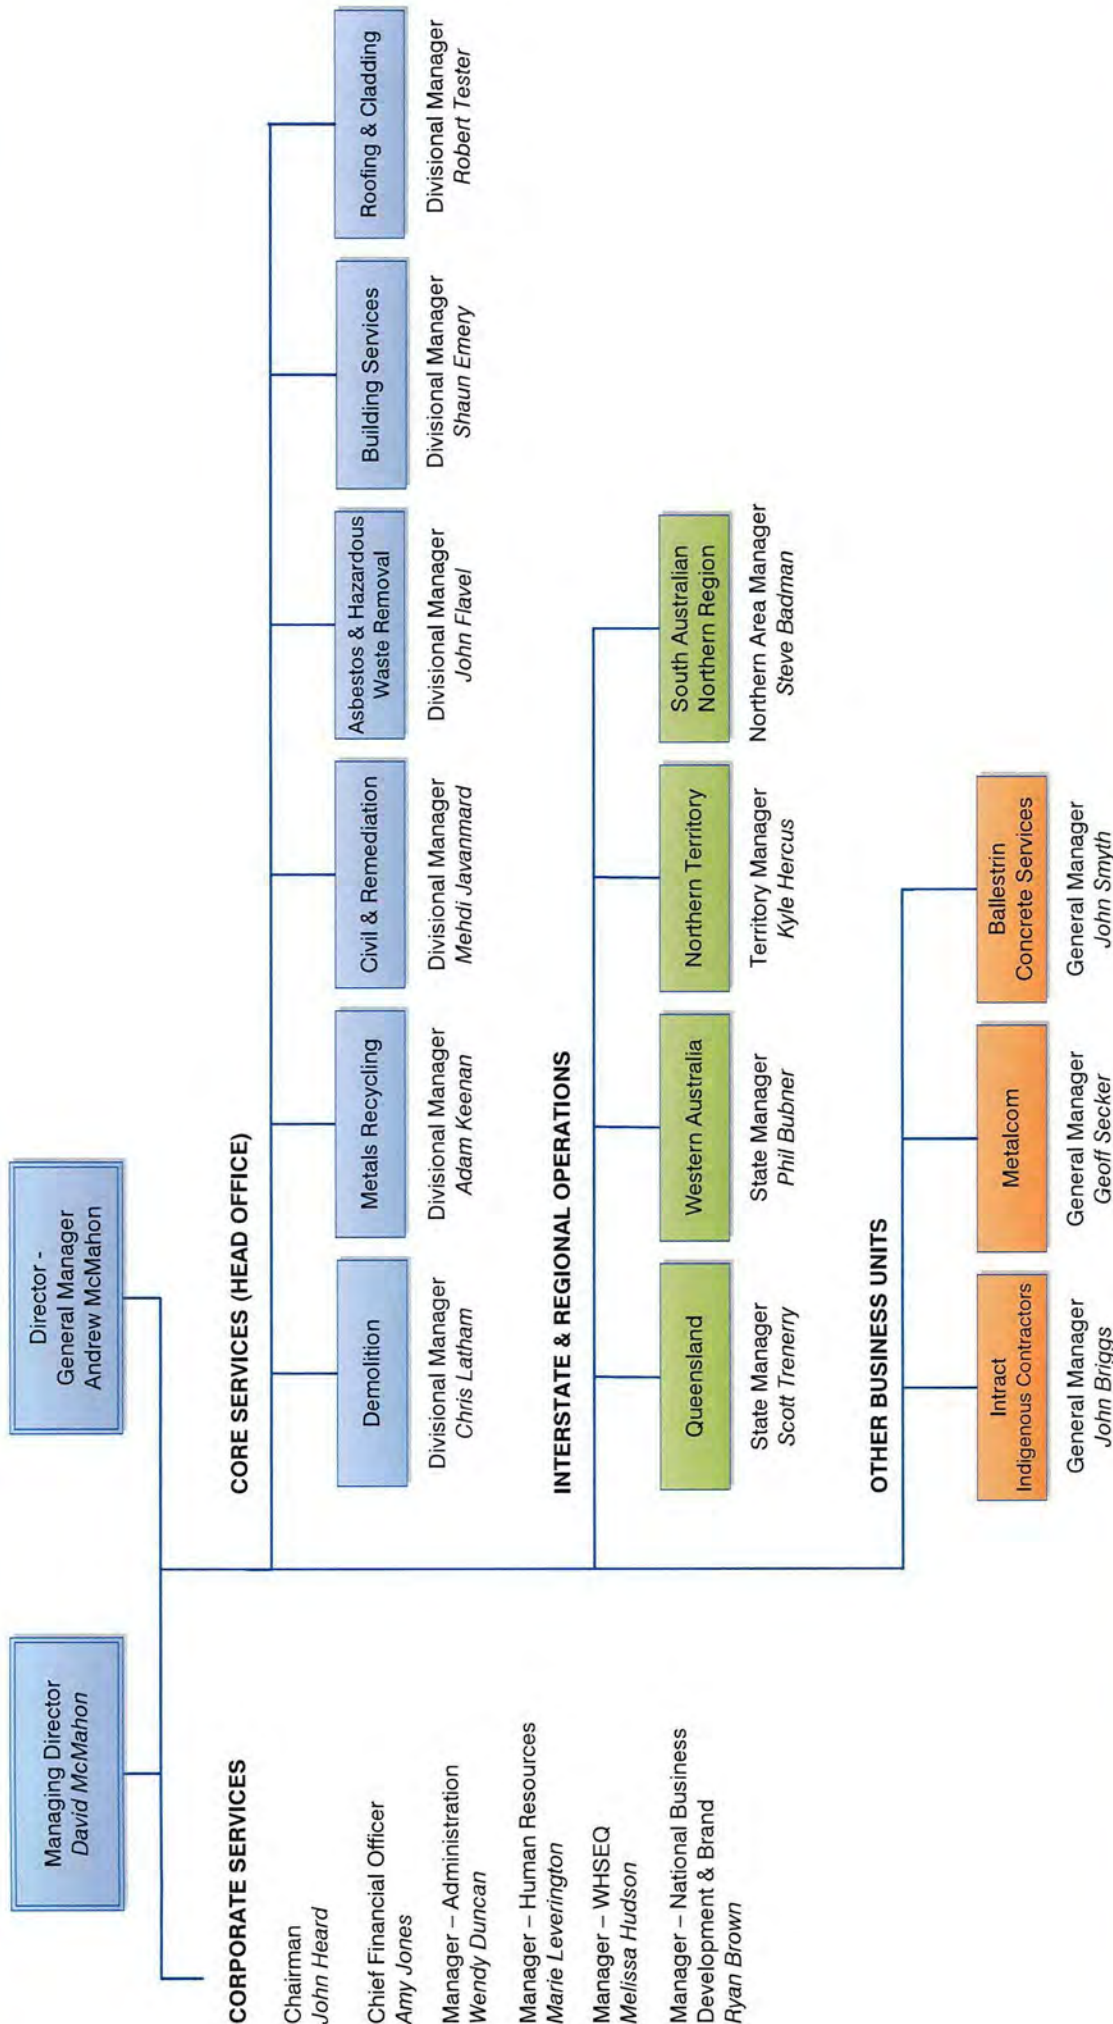 Managing Director
David McMahon
Director -
General Manager
Andrew McMahon
CORPORATE SERVICES
Chairman
John Heard
Chief Financial Officer
Amy Jones
Manager – Administration
Wendy Duncan
Manager – Human Resources
Marie Leverington
Manager – WHSEQ
Melissa Hudson
Manager – National Business
Development & Brand
Ryan Brown
CORE SERVICES (HEAD OFFICE)
Demolition
Divisional Manager
Chris Latham
Metals Recycling
Divisional Manager
Adam Keenan
Civil & Remediation
Divisional Manager
Mehdi Javanmard
Asbestos & Hazardous
Waste Removal
Divisional Manager
John Flavel
Building Services
Divisional Manager
Shaun Emery
Roofing & Cladding
Divisional Manager
Robert Tester
INTERSTATE & REGIONAL OPERATIONS
Queensland
State Manager
Scott Trenerry
Western Australia
State Manager
Phil Bubner
Northern Territory
Territory Manager
Kyle Hercus
South Australian
Northern Region
Northern Area Manager
Steve Badman
OTHER BUSINESS UNITS
Intract
Indigenous Contractors
General Manager
John Briggs
Metalcom
General Manager
Geoff Secker
Ballestrin
Concrete Services
General Manager
John Smyth